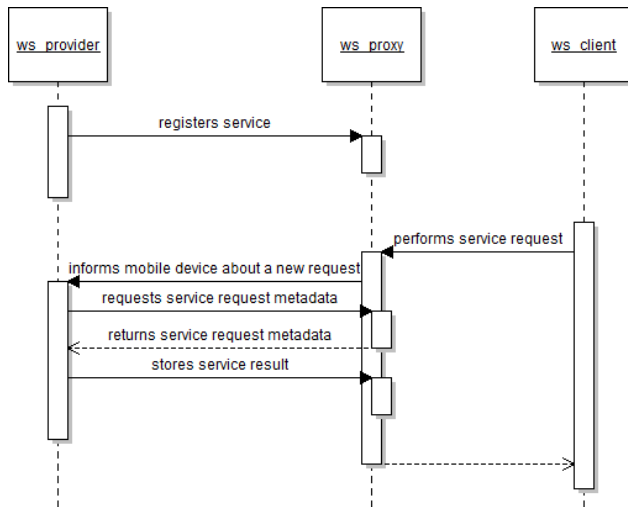 ws_provider
ws_proxy
ws_client
registers service
performs service request
informs mobile device about a new request
requests service request metadata
returns service request metadata
stores service result